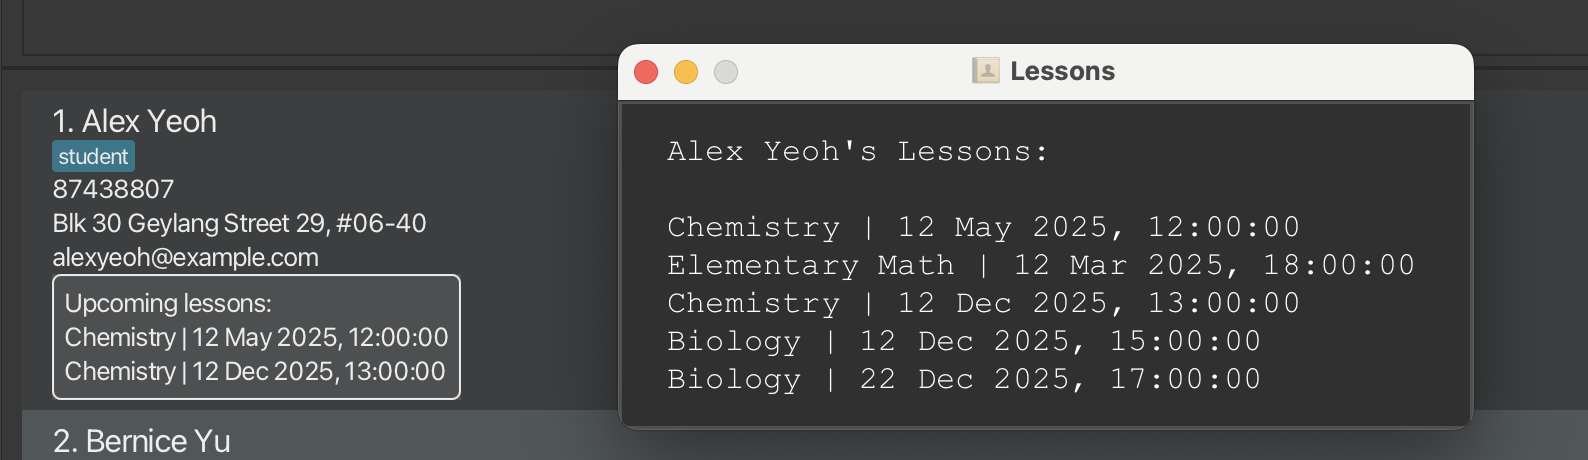 1. Alex Yeoh
student
87438807
Blk 30 Geylang Street 29, #06-40
alexyeoh@example.com
Upcoming lessons:
Chemistry | 12 May 2025, 12:00:00
Chemistry | 12 Dec 2025, 13:00:00
2. Bernice Yu
Lessons
Alex Yeoh's Lessons:
Chemistry | 12 May 2025, 12:00:00
Elementary Math | 12 Mar 2025, 18:00:00
Chemistry | 12 Dec 2025, 13:00:00
Biology | 12 Dec 2025, 15:00:00
Biology | 22 Dec 2025, 17:00:00